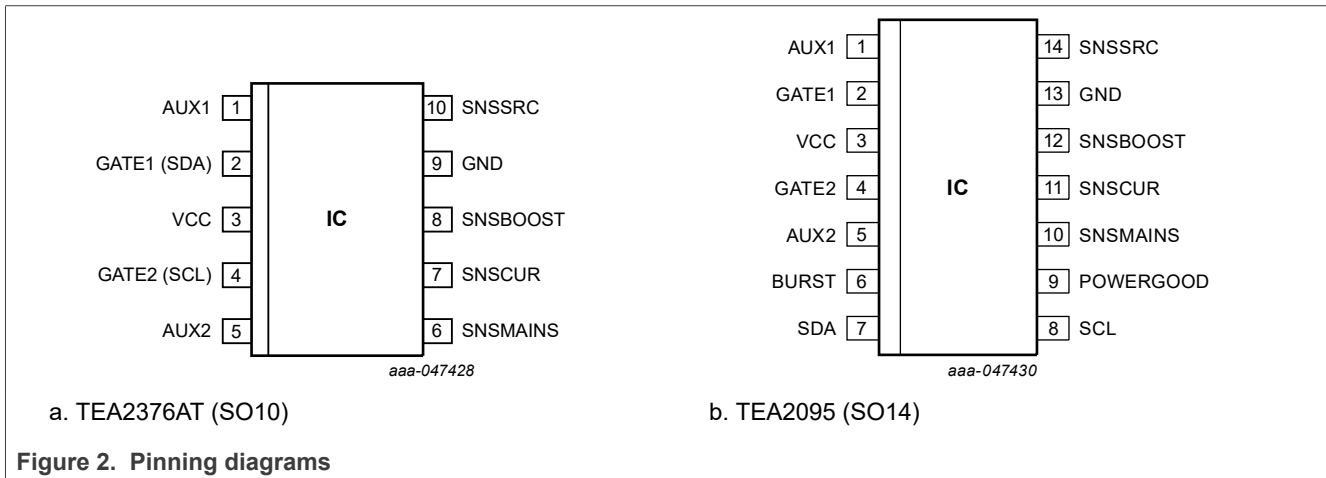 AUX1 1
GATE1 (SDA) 2
VCC 3
GATE2 (SCL) 4
AUX2 5
IC
10 SNSSRC
9 GND
8 SNSBOOST
7 SNSCUR
6 SNSMAINS
aaa-047428
a. TEA2376AT (SO10)
AUX1 1
GATE1 2
VCC 3
GATE2 4
AUX2 5
BURST 6
SDA 7
IC
14 SNSSRC
13 GND
12 SNSBOOST
11 SNSCUR
10 SNSMAINS
9 POWERGOOD
8 SCL
aaa-047430
b. TEA2095 (SO14)
Figure 2. Pinning diagrams